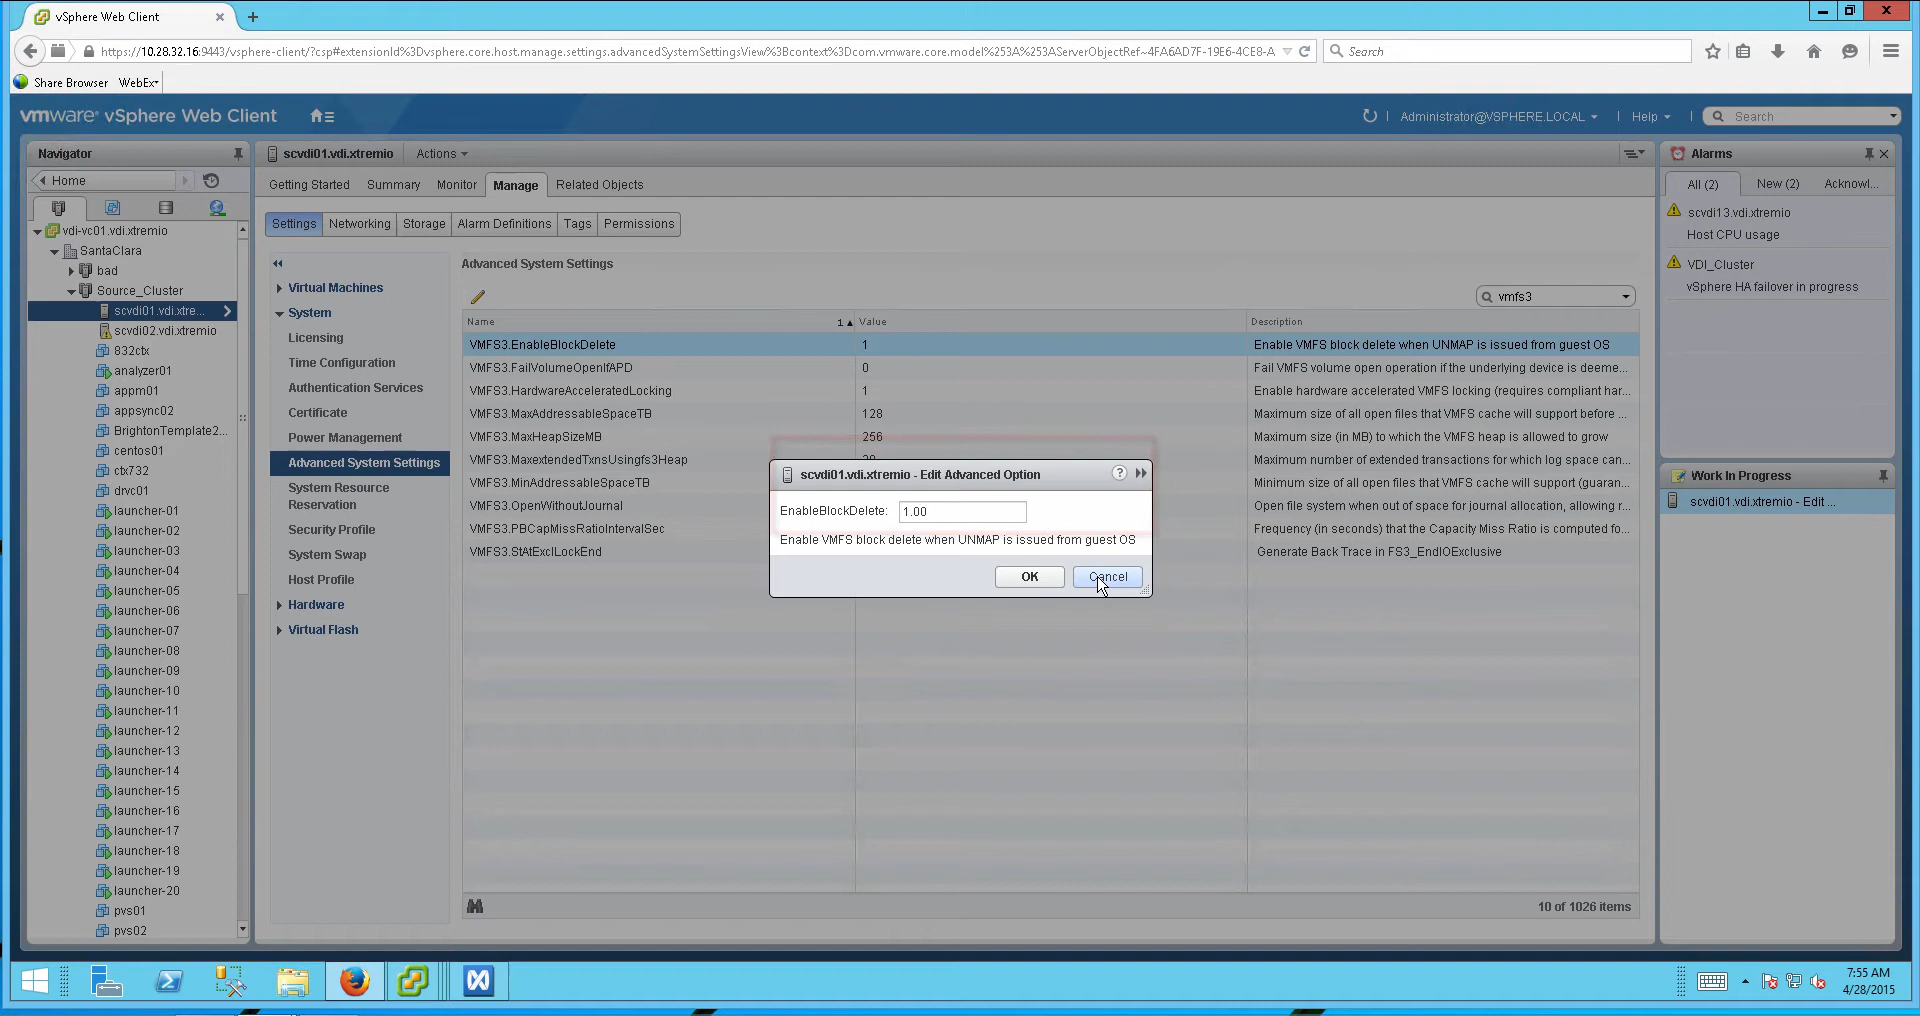 vSphere Web Client
https://10.28.32.16:9443/vsphere-client/?csp#extensionId%3Dvsphere.core.host.manage.settings.advancedSystemSettingsView%3Bcontext%3Dcom.vmware.core.model%253A%253AServerObjectRef~4FA6AD7F-19E6-4CE8-A
Search
Share Browser WebEx
vmware vSphere Web Client
Administrator@VSPHERE.LOCAL
Help
Search
Navigator
Home
vdi-vc01.vdi.xtremio
SantaClara
bad
Source_Cluster
scvdi01.vdi.xtre...
scvdi02.vdi.xtremio
832ctx
analyzer01
appm01
appsync02
BrightonTemplate2...
centos01
ctx732
drvc01
launcher-01
launcher-02
launcher-03
launcher-04
launcher-05
launcher-06
launcher-07
launcher-08
launcher-09
launcher-10
launcher-11
launcher-12
launcher-13
launcher-14
launcher-15
launcher-16
launcher-17
launcher-18
launcher-19
launcher-20
pvs01
pvs02
scvdi01.vdi.xtremio Actions
Getting Started Summary Monitor Manage Related Objects
Settings Networking Storage Alarm Definitions Tags Permissions
Virtual Machines
System
Licensing
Time Configuration
Authentication Services
Certificate
Power Management
Advanced System Settings
System Resource
Reservation
Security Profile
System Swap
Host Profile
Hardware
Virtual Flash
Advanced System Settings
vmfs3
Name 1 Value Description
VMFS3.EnableBlockDelete 1 Enable VMFS block delete when UNMAP is issued from guest OS
VMFS3.FailVolumeOpenIfAPD 0 Fail VMFS volume open operation if the underlying device is deeme...
VMFS3.HardwareAcceleratedLocking 1 Enable hardware accelerated VMFS locking (requires compliant har...
VMFS3.MaxAddressableSpaceTB 128 Maximum size of all open files that VMFS cache will support before ...
VMFS3.MaxHeapSizeMB 256 Maximum size (in MB) to which the VMFS heap is allowed to grow
VMFS3.MaxextendedTxnsUsingfs3Heap Maximum number of extended transactions for which log space can...
VMFS3.MinAddressableSpaceTB Minimum size of all open files that VMFS cache will support (guaran...
VMFS3.OpenWithoutJournal Open file system when out of space for journal allocation, allowing r...
VMFS3.PBCapMissRatioIntervalSec Frequency (in seconds) that the Capacity Miss Ratio is computed fo...
VMFS3.StAtExclLockEnd Generate Back Trace in FS3_EndIOExclusive
10 of 1026 items
scvdi01.vdi.xtremio - Edit Advanced Option
EnableBlockDelete: 1.00
Enable VMFS block delete when UNMAP is issued from guest OS
OK Cancel
Alarms
All (2) New (2) Acknowl...
scvdi13.vdi.xtremio
Host CPU usage
VDI_Cluster
vSphere HA failover in progress
Work In Progress
scvdi01.vdi.xtremio - Edit ...
7:55 AM
4/28/2015